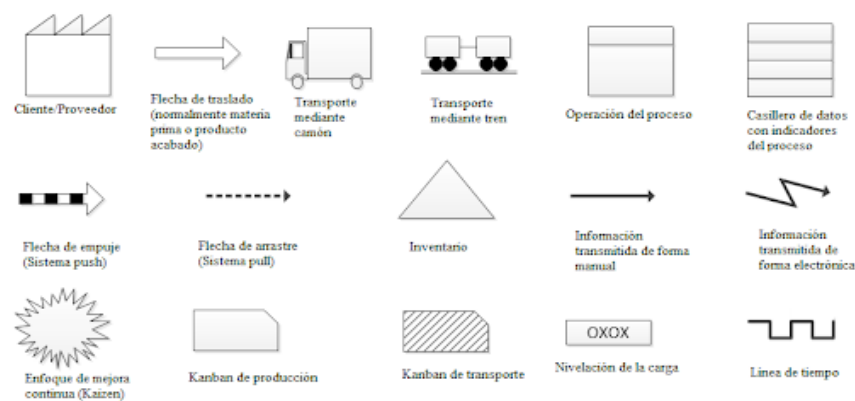 Cliente/Proveedor
Flecha de traslado
(normalmente materia
prima o producto
acabado)
Transporte
mediante
camón
Transporte
mediante tren
Operación del proceso
Casillero de datos
con indicadores
del proceso
Flecha de empuje
(Sistema push)
Flecha de arrastre
(Sistema pull)
Inventario
Información
transmitida de forma
manual
Información
transmitida de
forma electrónica
Enfoque de mejora
continua (Kaizen)
Kanban de producción
Kanban de transporte
OXOX
Nivelación de la carga
Linea de tiempo